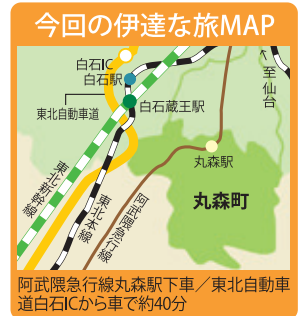 今回の伊達な旅MAP
白石IC
白石駅
至仙台
東北自動車道
白石蔵王駅
丸森駅
丸森町
東北新幹線
東北本線
阿武隈急行線
阿武隈急行線丸森駅下車／東北自動車
道白石ICから車で約40分